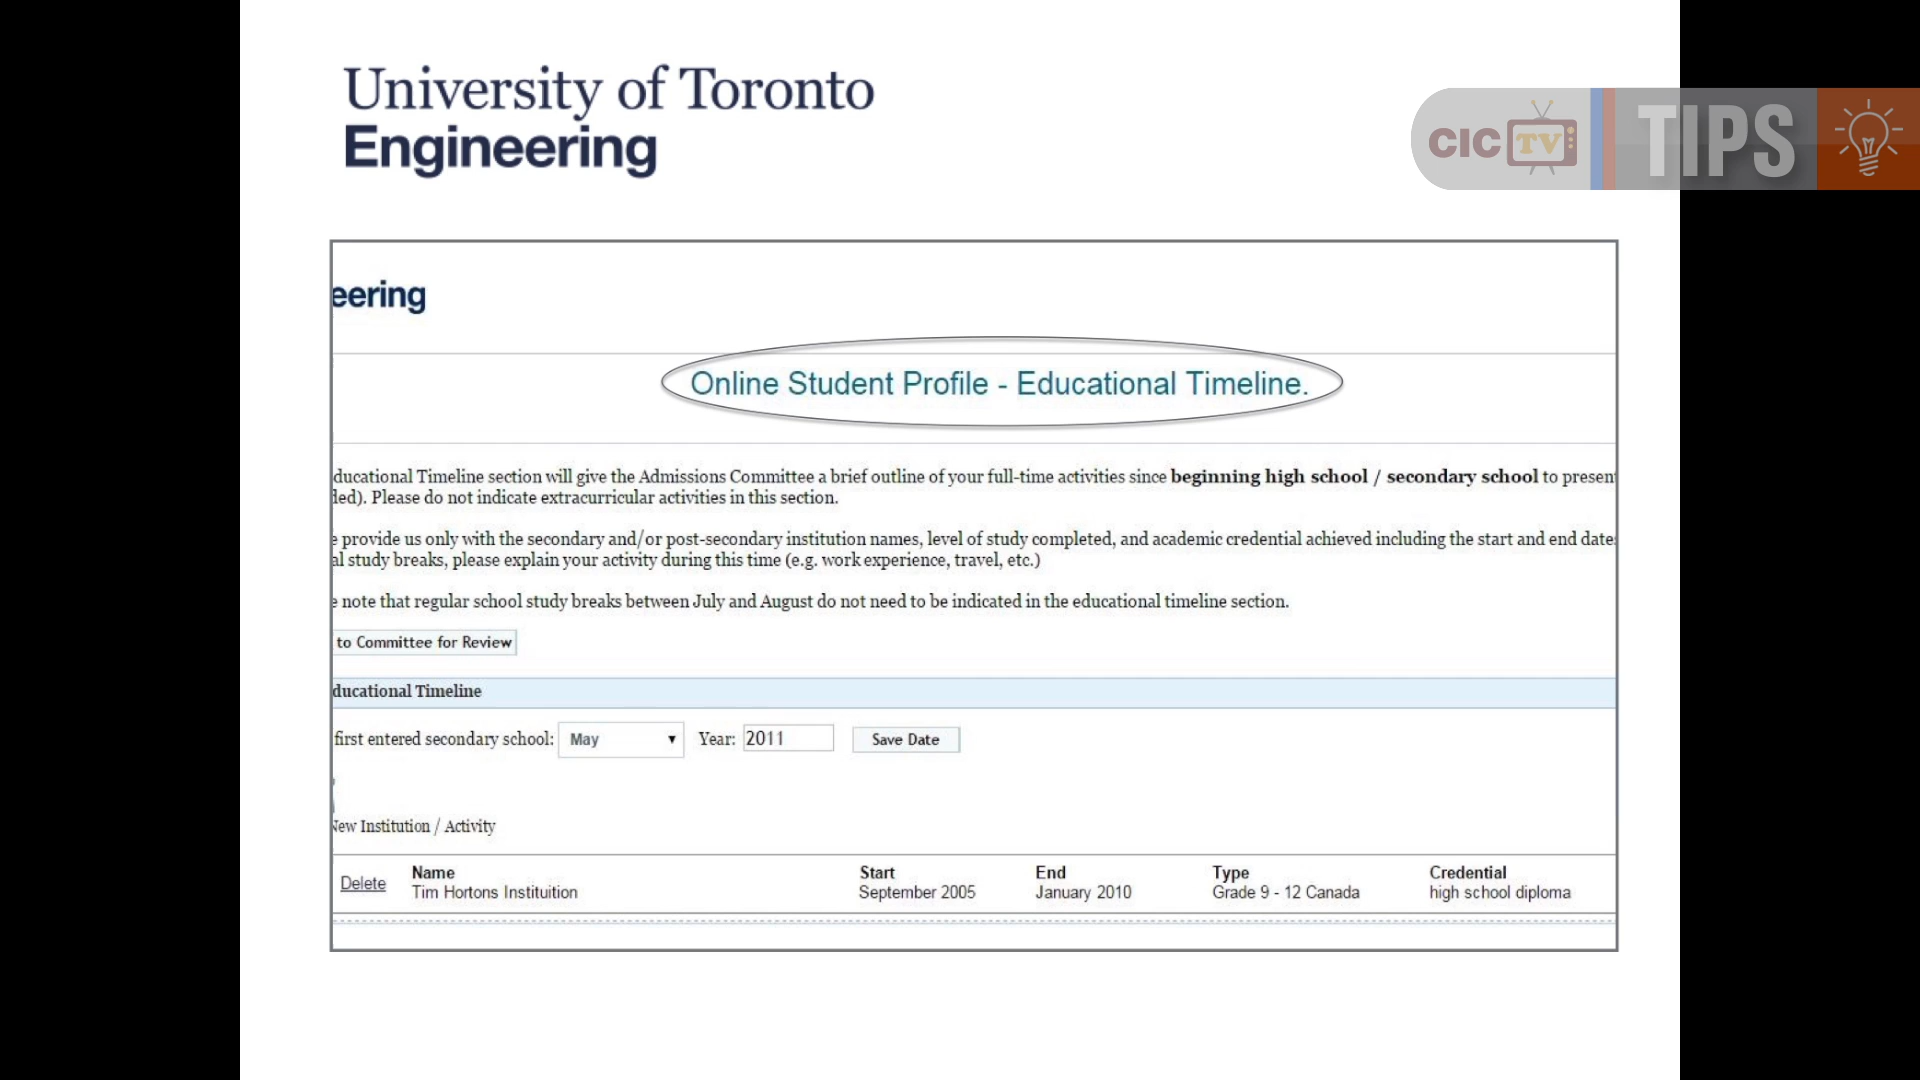 University of Toronto
Engineering
CIC TV TIPS
eering
Online Student Profile - Educational Timeline.
ducational Timeline section will give the Admissions Committee a brief outline of your full-time activities since beginning high school / secondary school to present
ded). Please do not indicate extracurricular activities in this section.
e provide us only with the secondary and/or post-secondary institution names, level of study completed, and academic credential achieved including the start and end dates
al study breaks, please explain your activity during this time (e.g. work experience, travel, etc.)
e note that regular school study breaks between July and August do not need to be indicated in the educational timeline section.
to Committee for Review
ducational Timeline
first entered secondary school: May Year: 2011 Save Date
New Institution / Activity
Delete Name Start End Type Credential
Tim Hortons Instituition September 2005 January 2010 Grade 9 - 12 Canada high school diploma